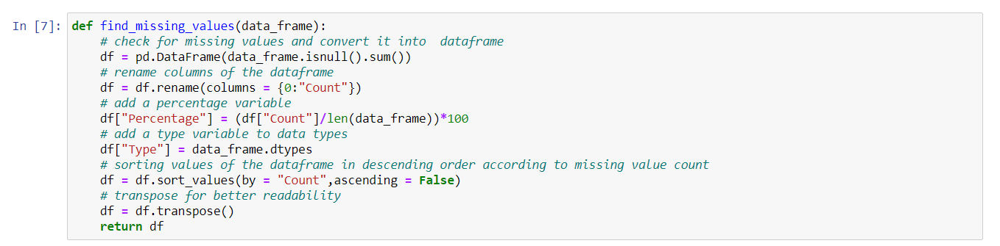 In [7]: def find_missing_values(data_frame):
    # check for missing values and convert it into  dataframe
    df = pd.DataFrame(data_frame.isnull().sum())
    # rename columns of the dataframe
    df = df.rename(columns = {0:"Count"})
    # add a percentage variable
    df["Percentage"] = (df["Count"]/len(data_frame))*100
    # add a type variable to data types
    df["Type"] = data_frame.dtypes
    # sorting values of the dataframe in descending order according to missing value count
    df = df.sort_values(by = "Count",ascending = False)
    # transpose for better readability
    df = df.transpose()
    return df